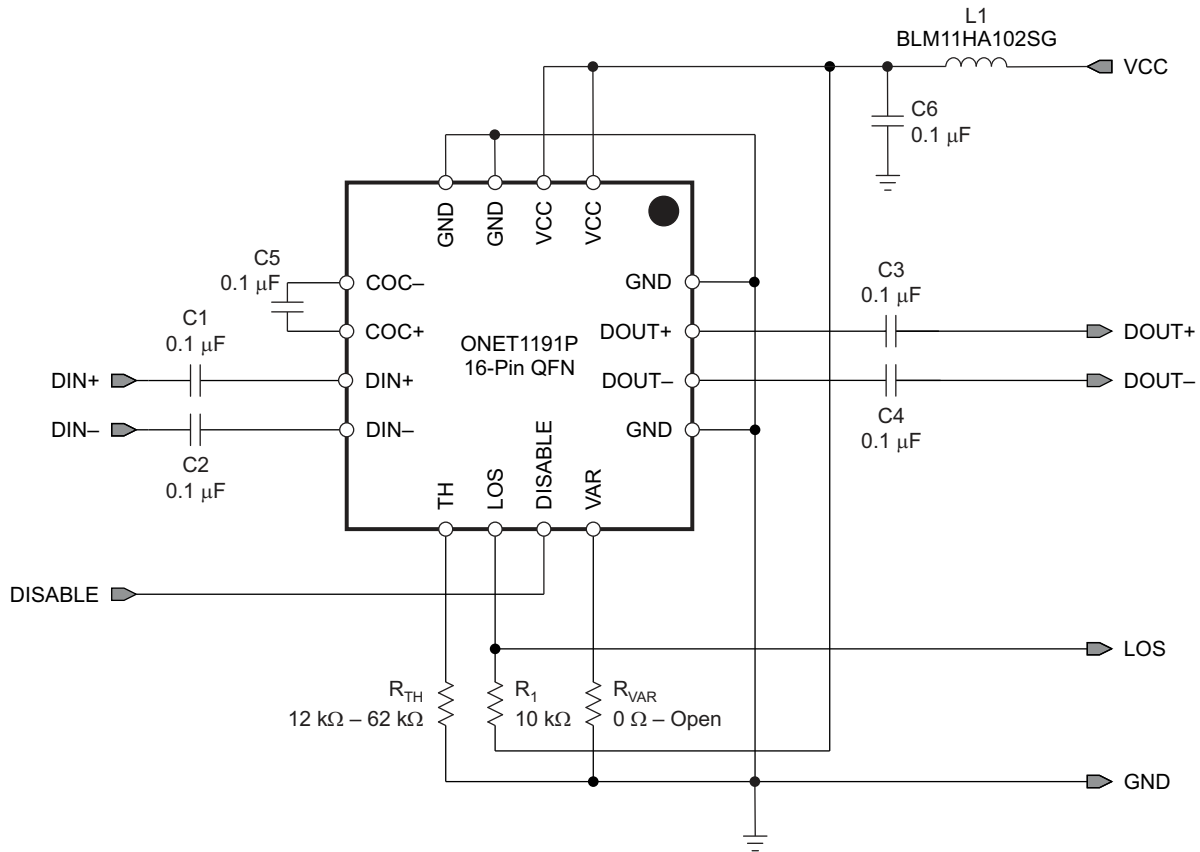 L1
BLM11HA102SG
VCC
C6
0.1 μF
GND
GND
VCC
VCC
C5
0.1 μF
COC–
COC+
C1
0.1 μF
DIN+
DIN+
DIN–
DIN–
C2
0.1 μF
ONET1191P
16-Pin QFN
GND
DOUT+
DOUT–
GND
C3
0.1 μF
DOUT+
DOUT–
C4
0.1 μF
TH
LOS
DISABLE
VAR
DISABLE
LOS
RTH
12 kΩ – 62 kΩ
R1
10 kΩ
RVAR
0 Ω – Open
GND